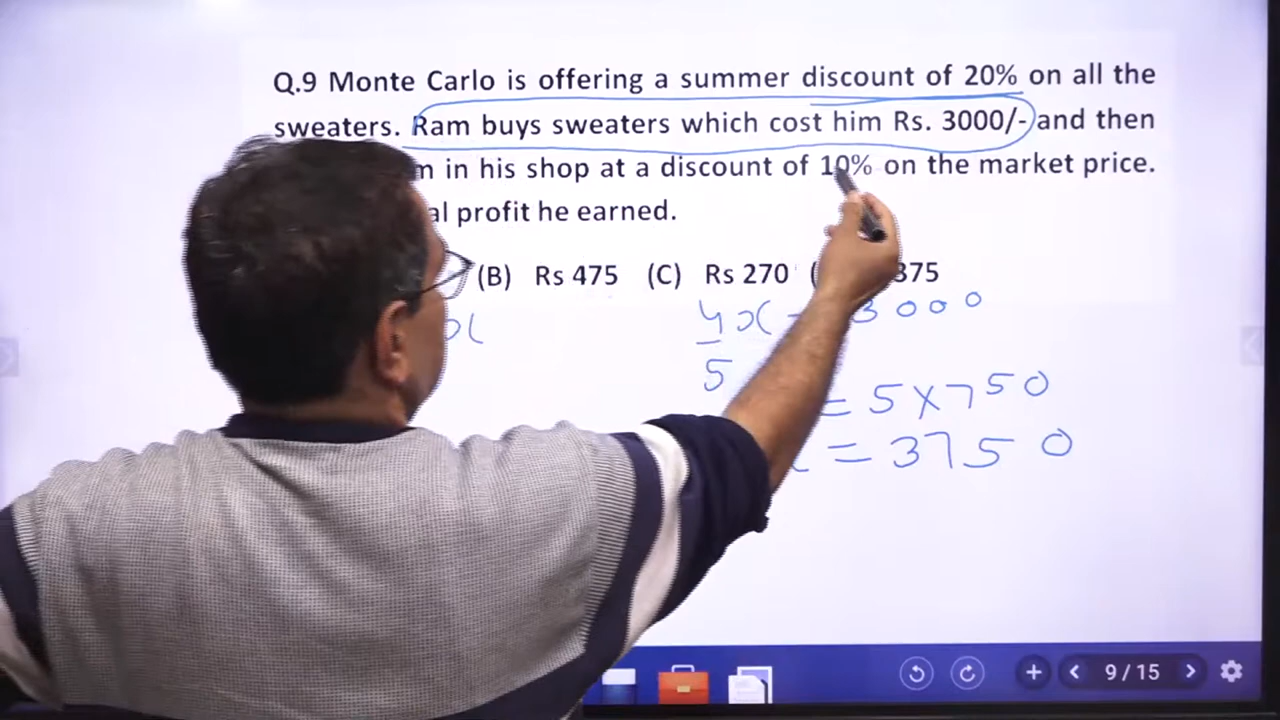 Q.9 Monte Carlo is offering a summer discount of 20% on all the
sweaters. Ram buys sweaters which cost him Rs. 3000/- and then
m in his shop at a discount of 10% on the market price.
al profit he earned.
(B) Rs 475 (C) Rs 270 ( 375
x 4x 3000
5
= 5x750
= 3750
9 / 15